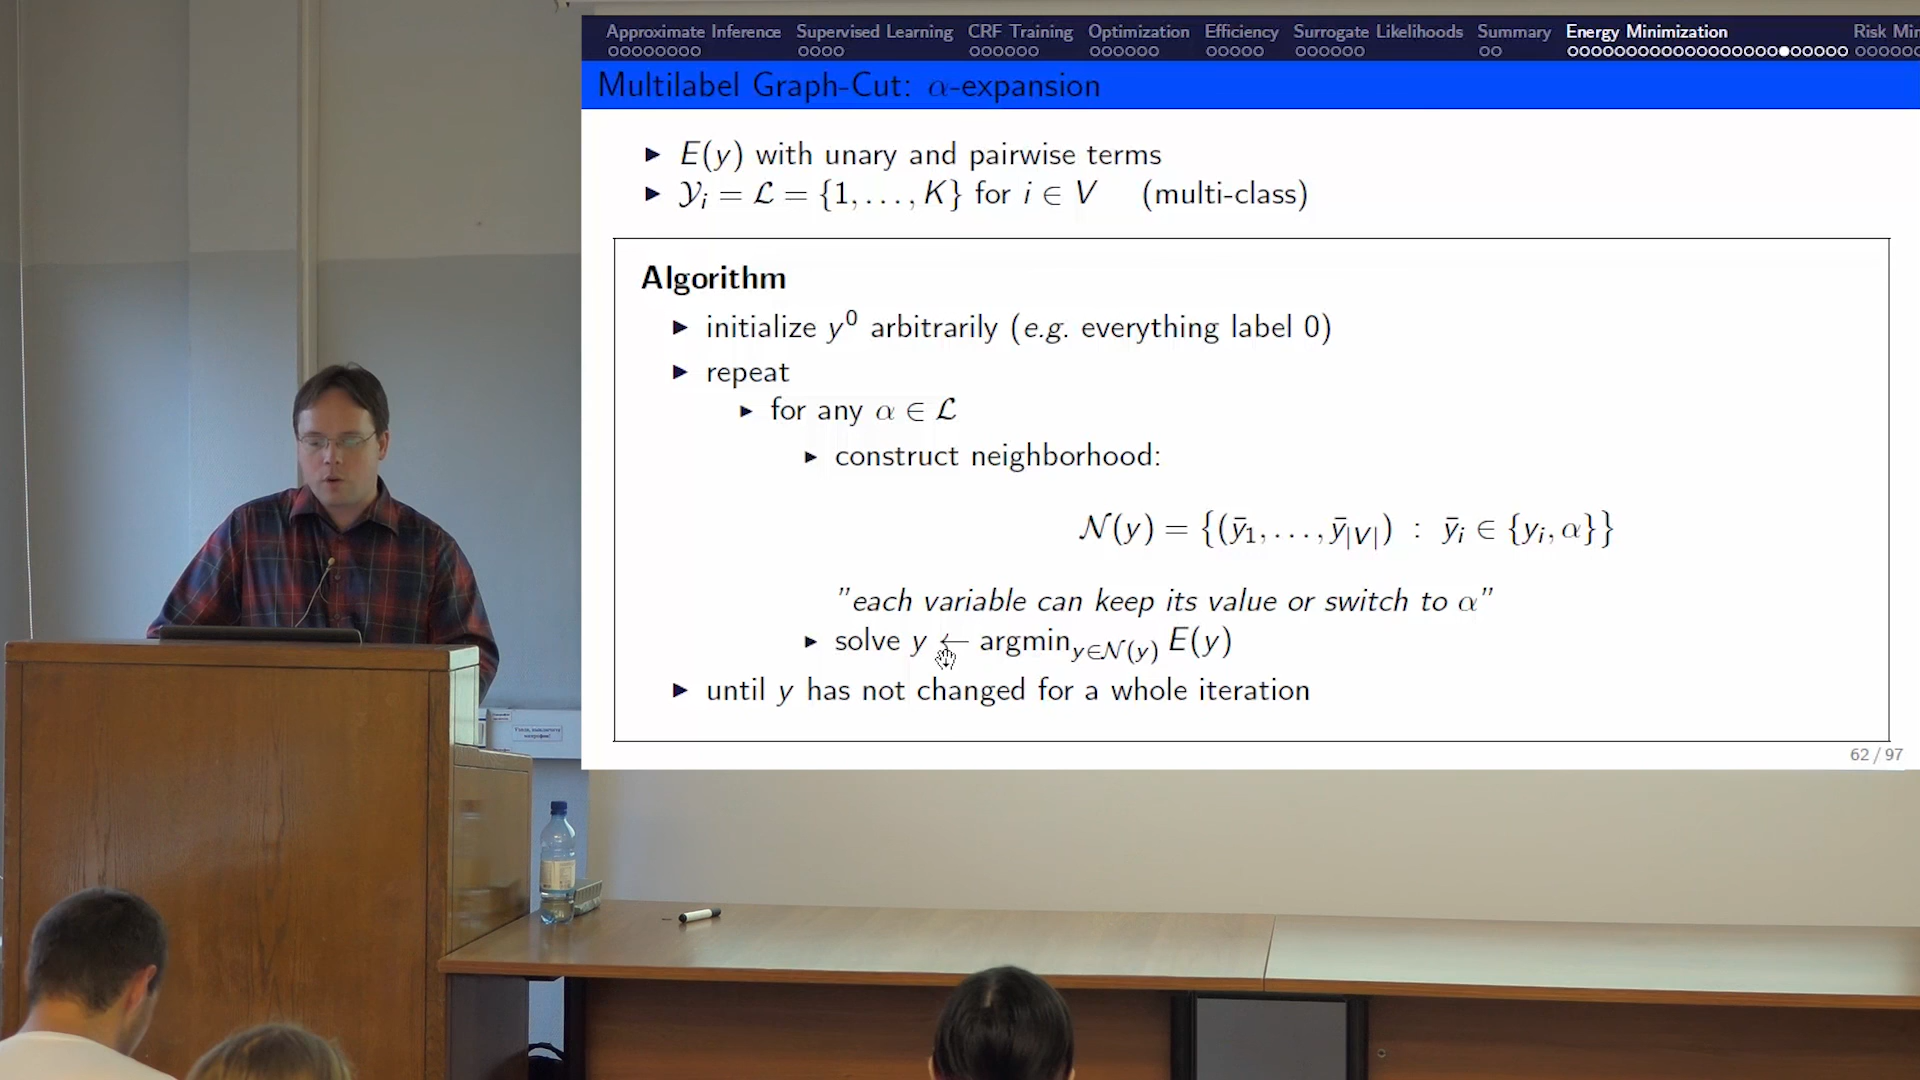 Approximate Inference Supervised Learning CRF Training Optimization Efficiency Surrogate Likelihoods Summary Energy Minimization Risk Min
Multilabel Graph-Cut: α-expansion
E(y) with unary and pairwise terms
𝒴ᵢ = ℒ = {1, . . . , K} for i ∈ V (multi-class)
Algorithm
initialize y⁰ arbitrarily (e.g. everything label 0)
repeat
for any α ∈ ℒ
construct neighborhood:
𝒩(y) = {(ȳ₁, . . . , ȳ_|V|) : ȳᵢ ∈ {yᵢ, α}}
"each variable can keep its value or switch to α"
solve y ← argmin_y∈𝒩(y) E(y)
until y has not changed for a whole iteration
62 / 97